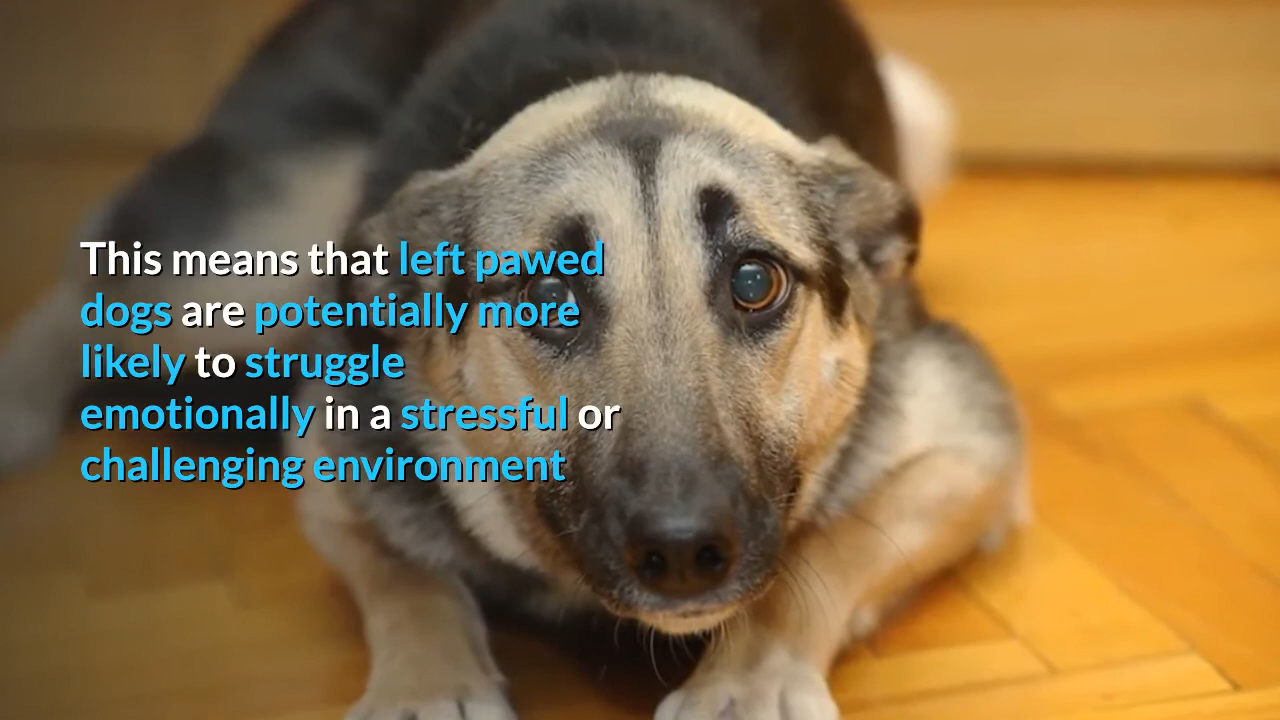 This means that left pawed
dogs are potentially more
likely to struggle
emotionally in a stressful or
challenging environment